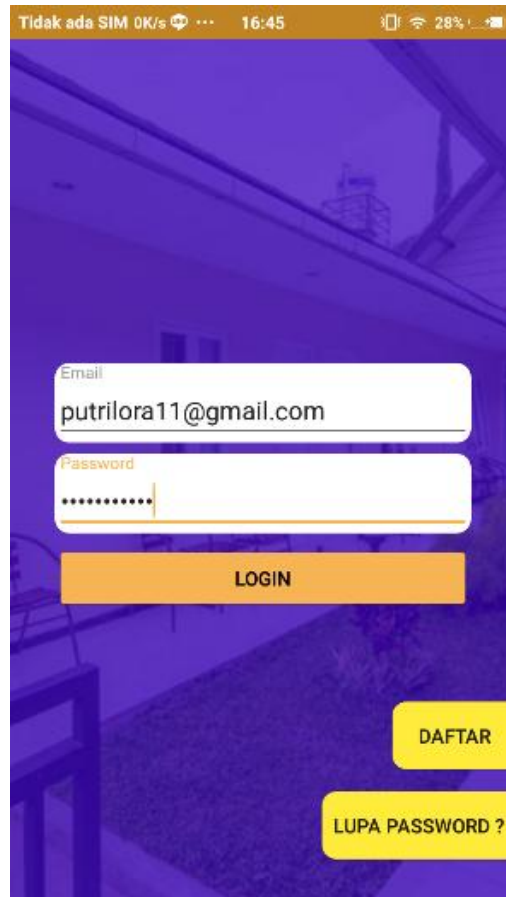 Tidak ada SIM 0K/s ··· 16:45 28%
Email
putrilora11@gmail.com
Password
•••••••••••
LOGIN
DAFTAR
LUPA PASSWORD ?